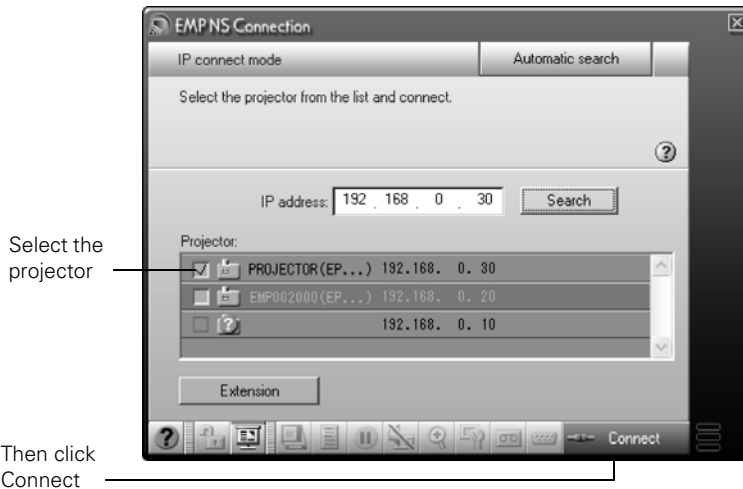 EMP NS Connection
IP connect mode
Automatic search
Select the projector from the list and connect.
IP address: 192 . 168 . 0 . 30
Search
Projector:
PROJECTOR(EP...) 192.168. 0. 30
EMP002000(EP...) 192.168. 0. 20
192.168. 0. 10
Extension
Connect
Select the
projector
Then click
Connect